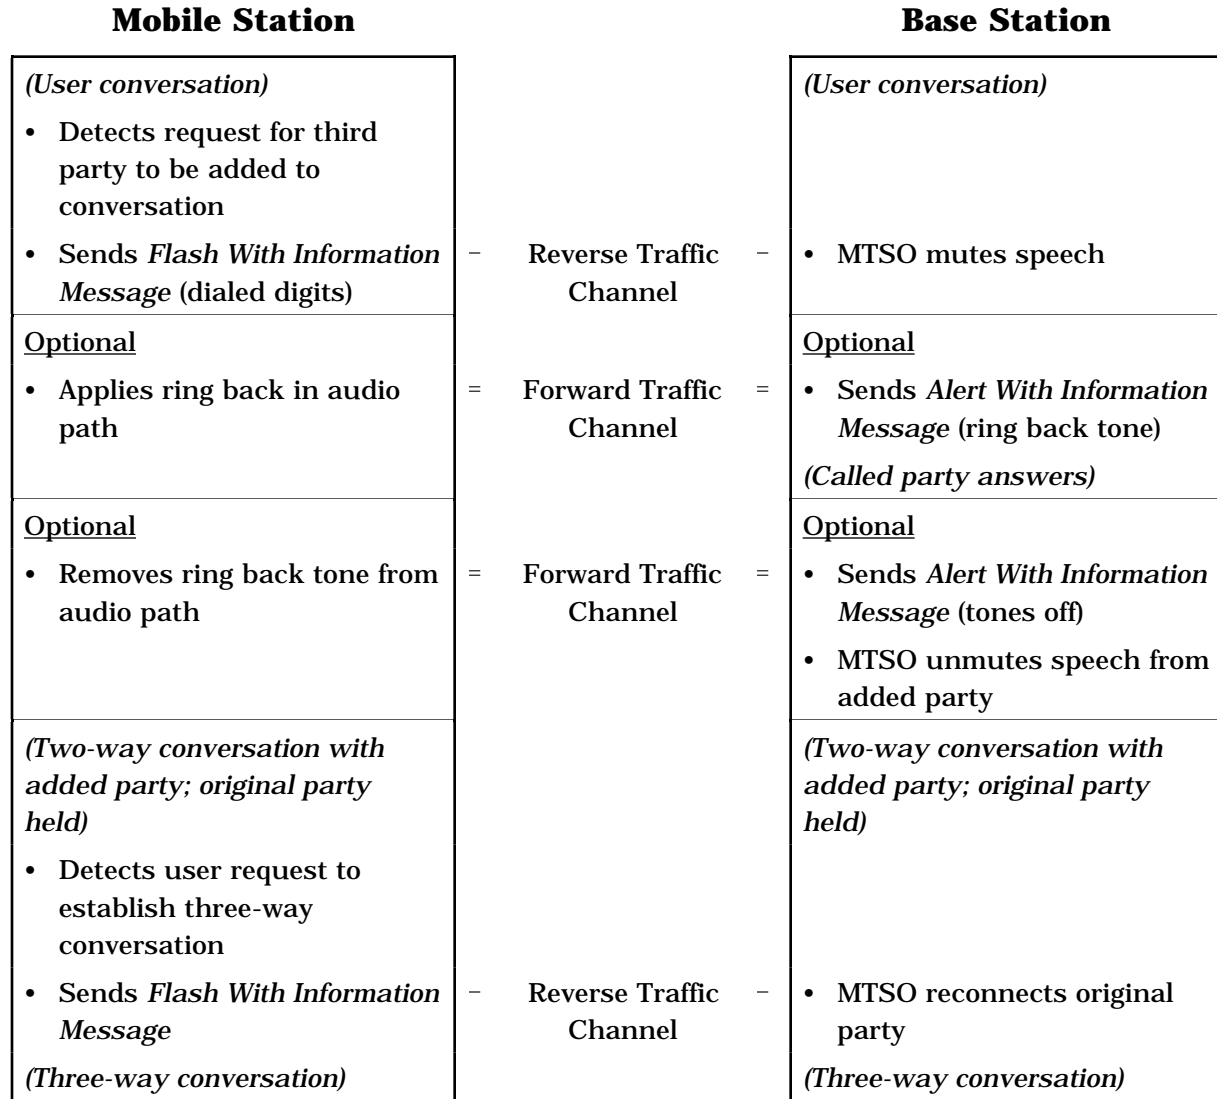 Mobile Station Base Station
(User conversation) (User conversation)
• Detects request for third
party to be added to
conversation
• Sends Flash With Information – Reverse Traffic – • MTSO mutes speech
Message (dialed digits) Channel
Optional Optional
• Applies ring back in audio = Forward Traffic = • Sends Alert With Information
path Channel Message (ring back tone)
(Called party answers)
Optional Optional
• Removes ring back tone from = Forward Traffic = • Sends Alert With Information
audio path Channel Message (tones off)
• MTSO unmutes speech from
added party
(Two-way conversation with (Two-way conversation with
added party; original party added party; original party
held) held)
• Detects user request to
establish three-way
conversation
• Sends Flash With Information – Reverse Traffic – • MTSO reconnects original
Message Channel party
(Three-way conversation) (Three-way conversation)